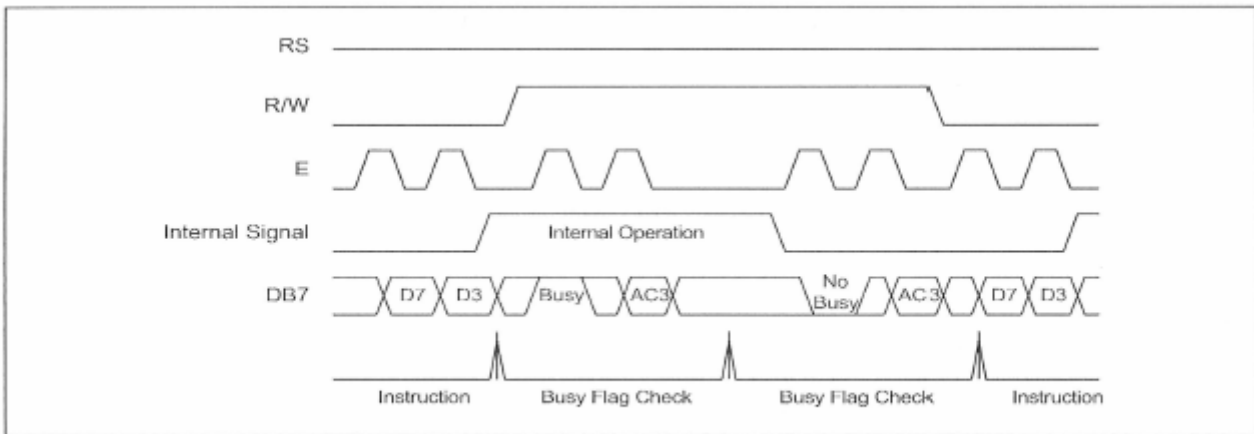 RS
R/W
E
Internal Signal
Internal Operation
DB7
D7
D3
Busy
AC3
No
Busy
AC3
D7
D3
Instruction
Busy Flag Check
Busy Flag Check
Instruction